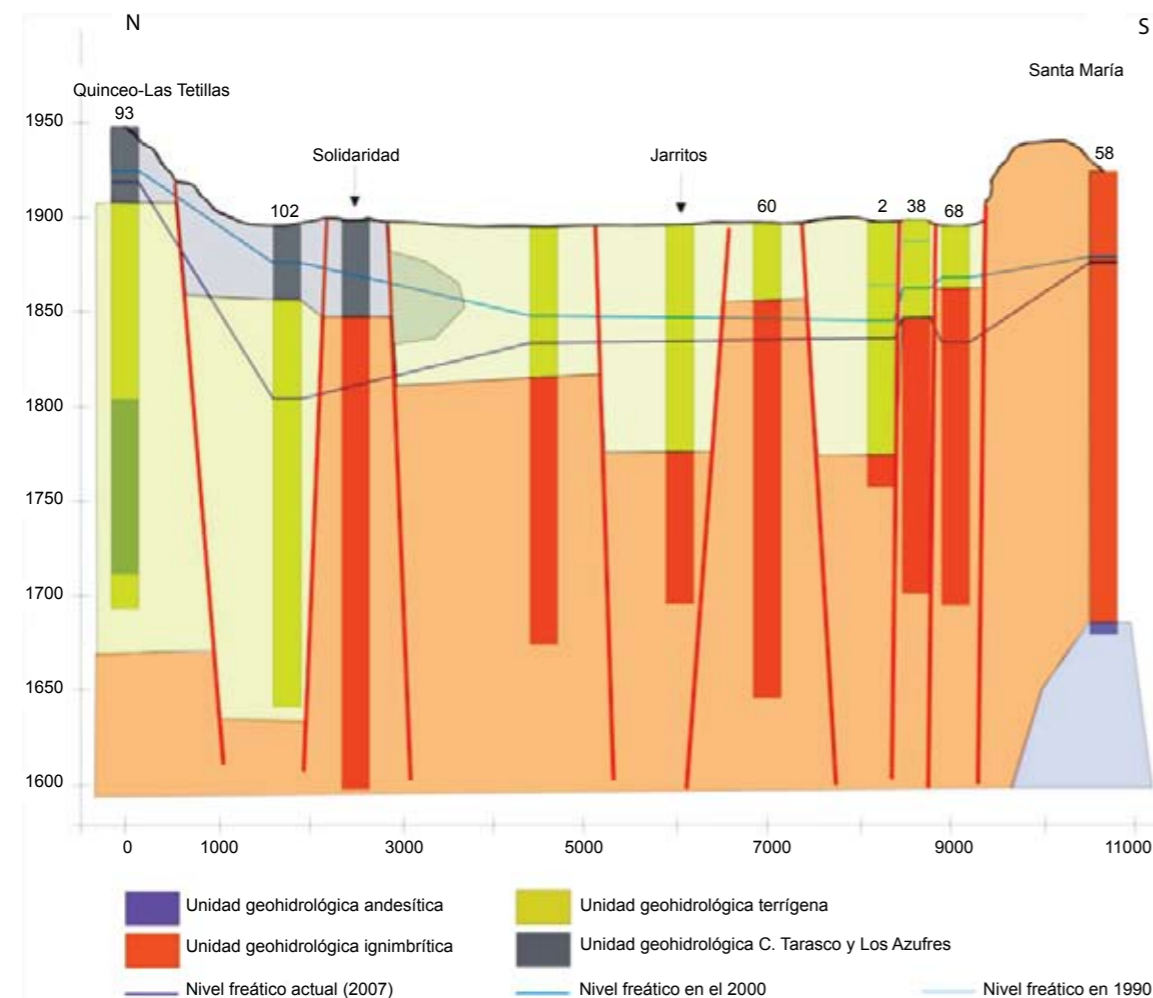 N
S
Santa María
Quinceo-Las Tetillas
93
Solidaridad
Jarritos
58
102
60
2
38
68
1950
1900
1850
1800
1750
1700
1650
1600
0
1000
3000
5000
7000
9000
11000
Unidad geohidrológica andesítica
Unidad geohidrológica terrígena
Unidad geohidrológica ignimbrítica
Unidad geohidrológica C. Tarasco y Los Azufres
Nivel freático actual (2007)
Nivel freático en el 2000
Nivel freático en 1990